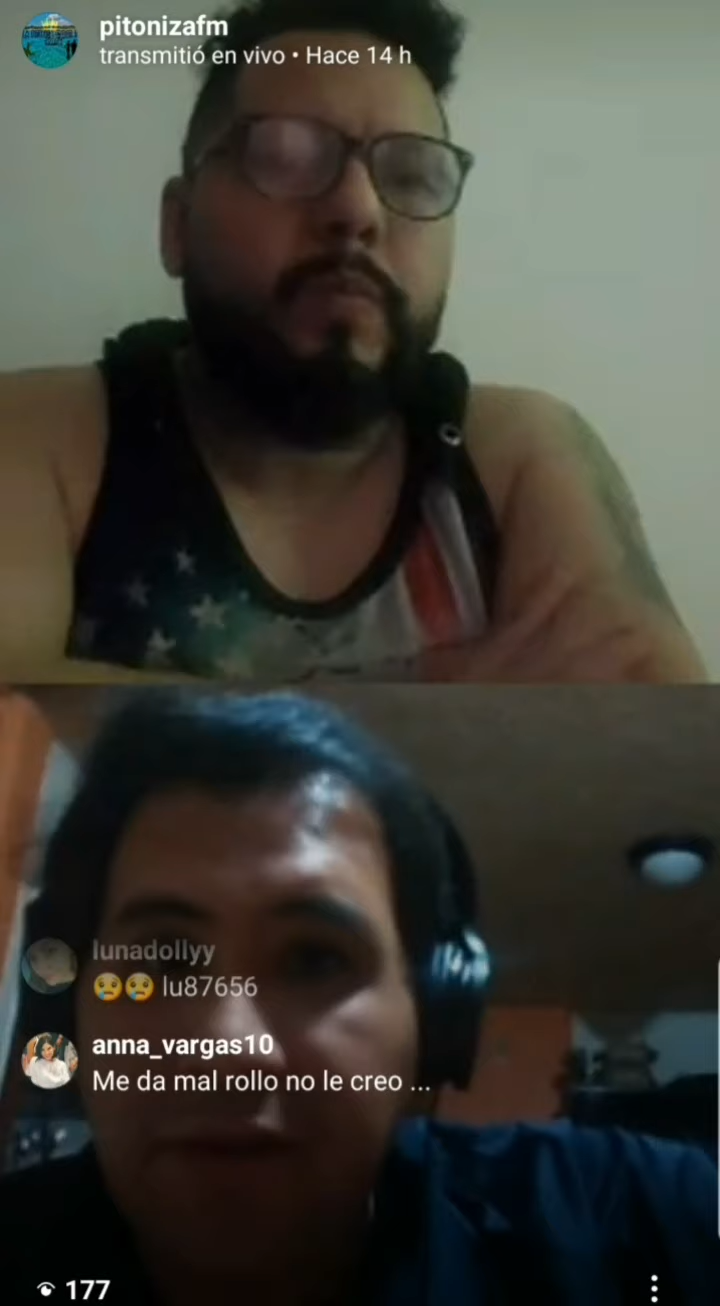 pitonizafm
transmitió en vivo • Hace 14 h
lunadollyy
😢😢 lu87656
anna_vargas10
Me da mal rollo no le creo ...
177